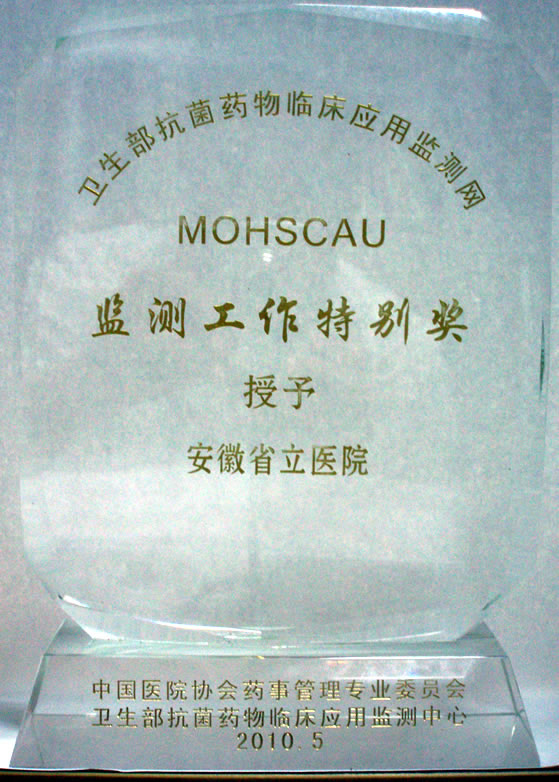 卫生部抗菌药物临床应用监测网
MOHSCAU
监测工作特别奖
授予
安徽省立医院
中国医院协会药事管理专业委员会
卫生部抗菌药物临床应用监测中心
2010.5